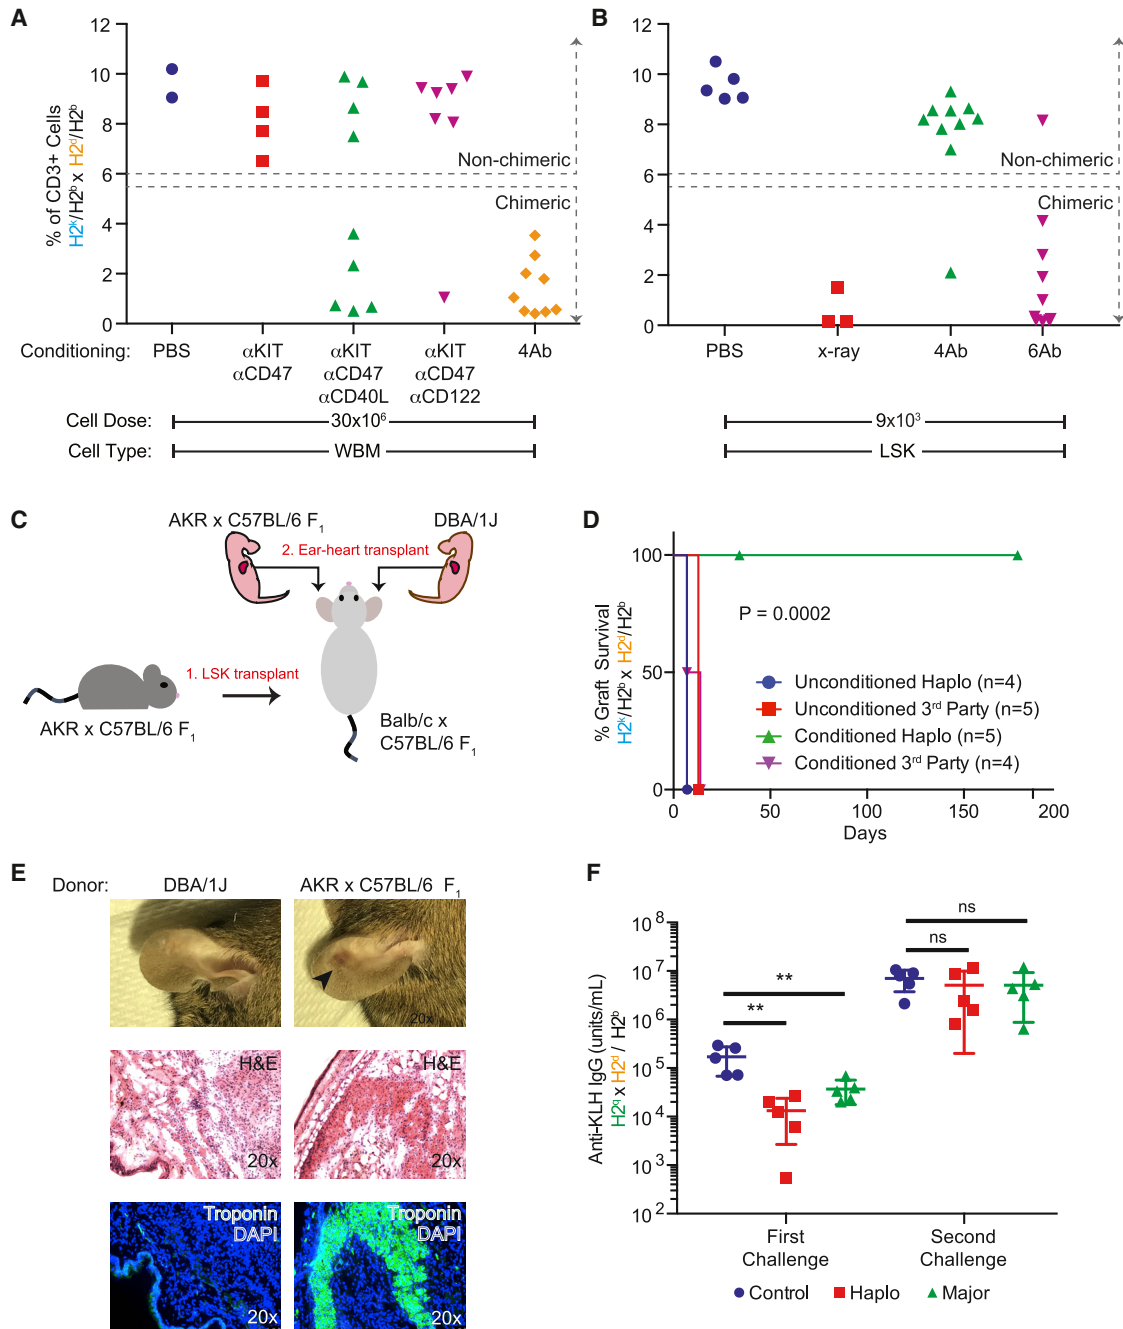 A
12
10
8
6
4
2
0
% of CD3+ Cells
H2ᵏ/H2ᵇ x H2ᵈ/H2ᵇ
Non-chimeric
Chimeric
Conditioning:
PBS
αKIT
αCD47
αKIT
αCD47
αCD40L
αKIT
αCD47
αCD122
4Ab
Cell Dose:
30x10⁶
Cell Type:
WBM
B
12
10
8
6
4
2
0
Non-chimeric
Chimeric
PBS
x-ray
4Ab
6Ab
9x10³
LSK
C
AKR x C57BL/6 F₁
DBA/1J
2. Ear-heart transplant
1. LSK transplant
AKR x C57BL/6 F₁
Balb/c x
C57BL/6 F₁
D
% Graft Survival
H2ᵏ/H2ᵇ x H2ᵈ/H2ᵇ
100
50
0
P = 0.0002
Unconditioned Haplo (n=4)
Unconditioned 3ʳᵈ Party (n=5)
Conditioned Haplo (n=5)
Conditioned 3ʳᵈ Party (n=4)
0
50
100
150
200
Days
E
Donor:
DBA/1J
AKR x C57BL/6 F₁
20x
H&E
20x
H&E
20x
Troponin
DAPI
20x
Troponin
DAPI
20x
F
Anti-KLH IgG (units/mL)
H2^q x H2ᵈ / H2ᵇ
10⁸
10⁷
10⁶
10⁵
10⁴
10³
10²
**
**
ns
ns
First
Challenge
Second
Challenge
Control
Haplo
Major